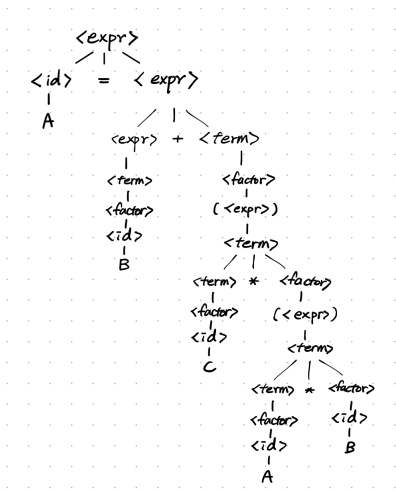 <expr>
<id> = <expr>
A
<expr> + <term>
<term> <factor>
<factor> (<expr>)
<id> <term>
B
<term> * <factor>
<factor> (<expr>)
<id> <term>
C
<term> * <factor>
<factor> <id>
<id> B
A